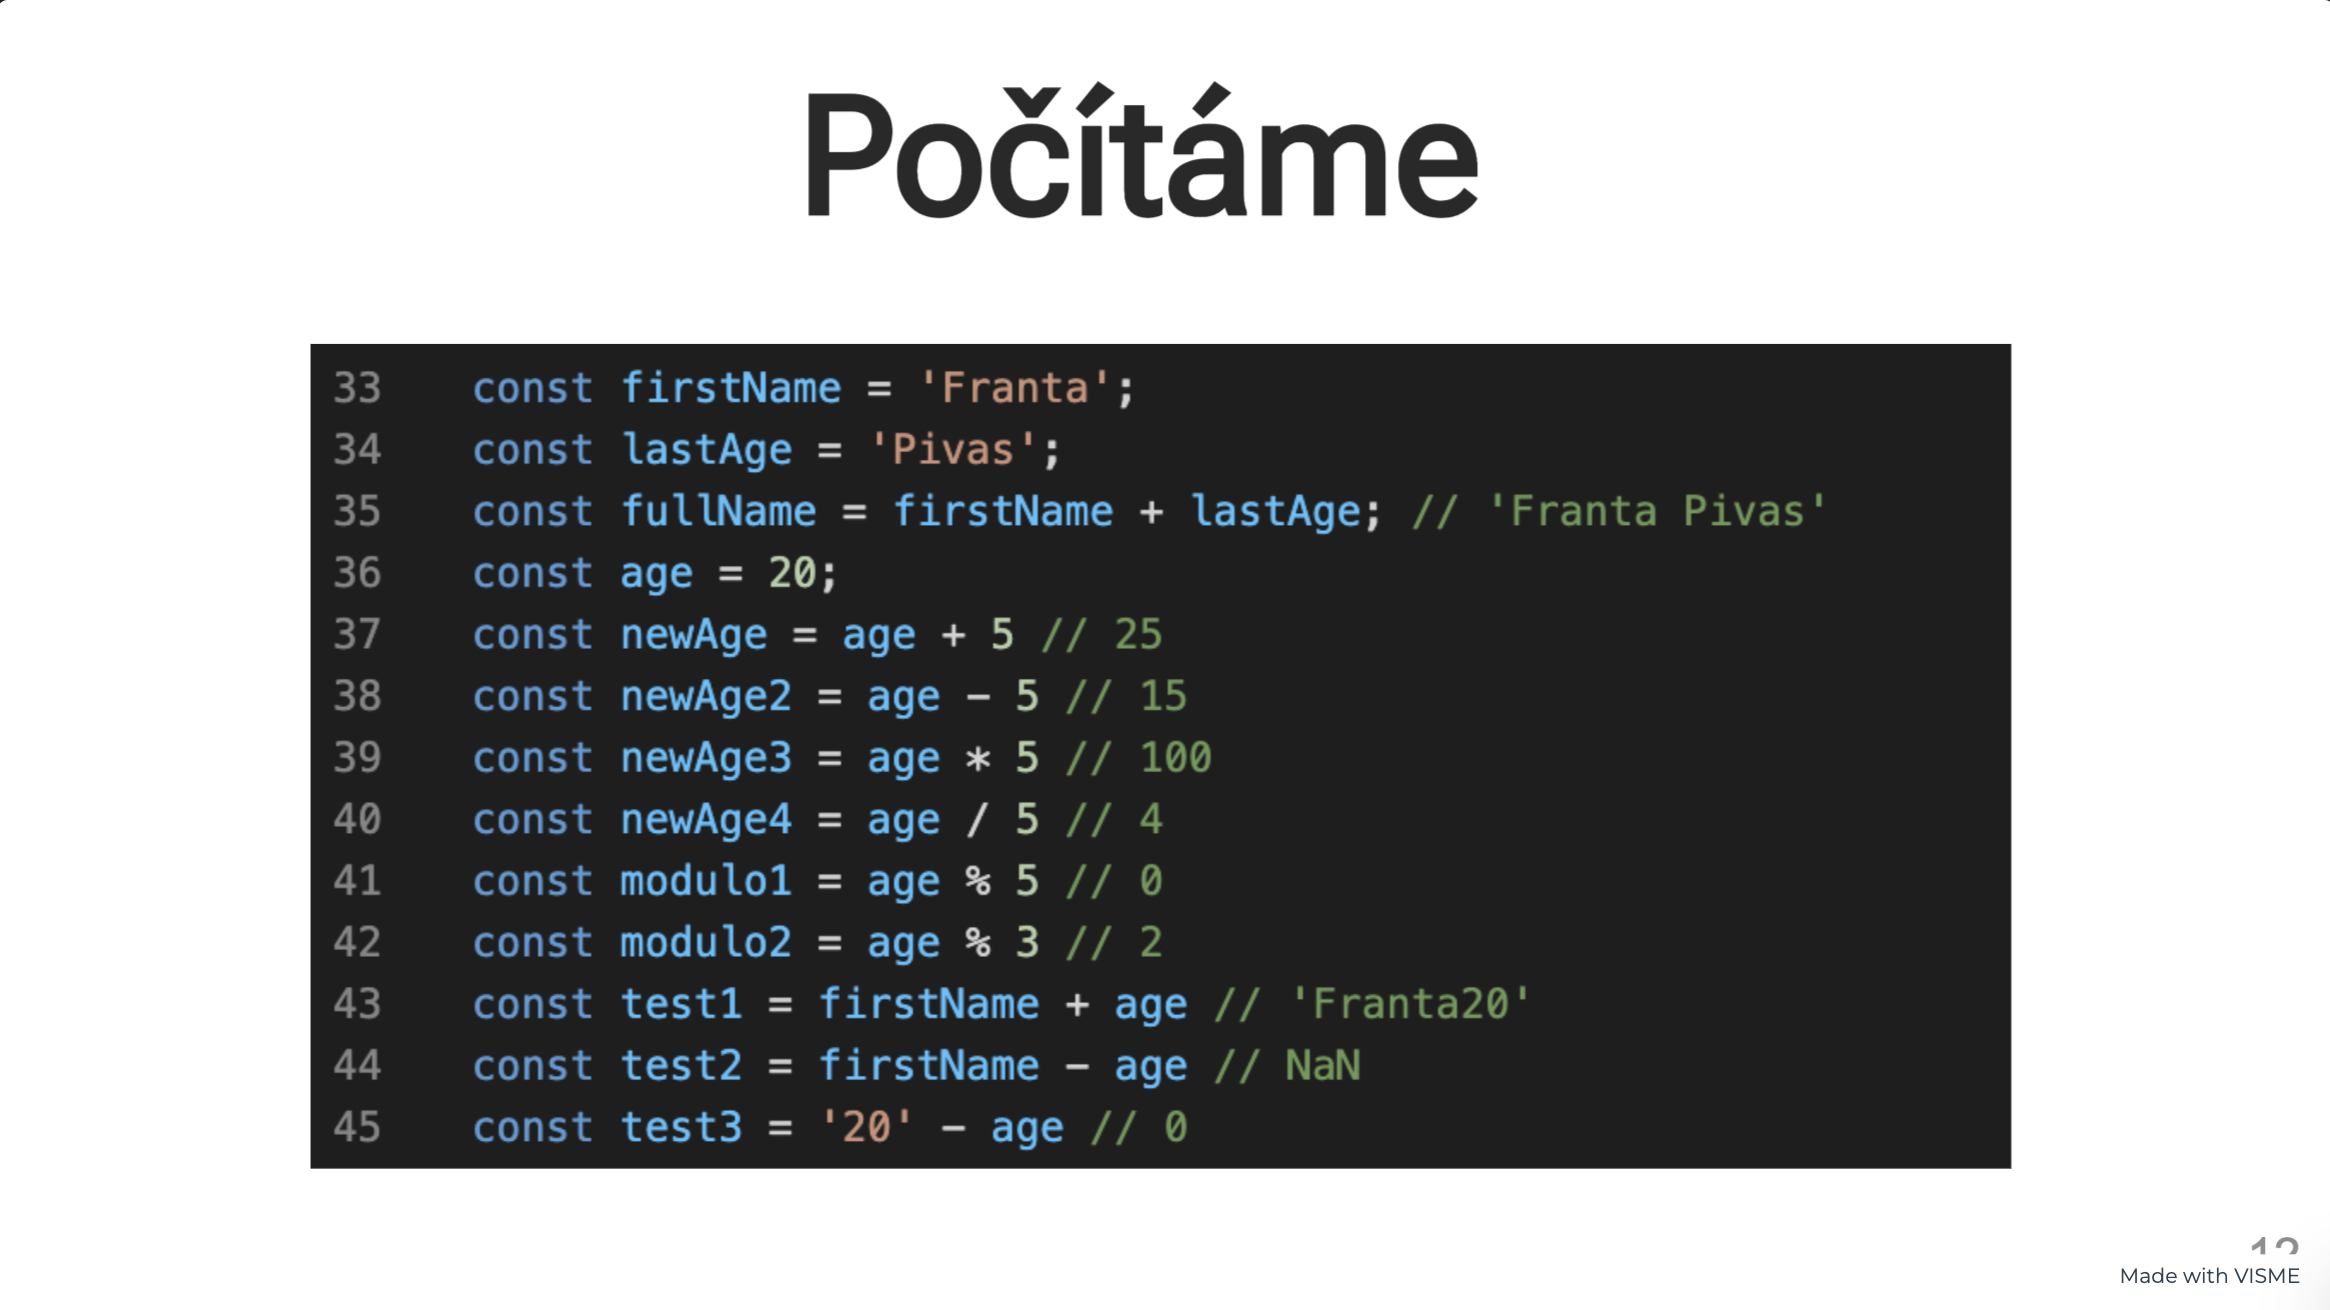 Počítáme
33 const firstName = 'Franta';
34 const lastAge = 'Pivas';
35 const fullName = firstName + lastAge; // 'Franta Pivas'
36 const age = 20;
37 const newAge = age + 5 // 25
38 const newAge2 = age - 5 // 15
39 const newAge3 = age * 5 // 100
40 const newAge4 = age / 5 // 4
41 const modulo1 = age % 5 // 0
42 const modulo2 = age % 3 // 2
43 const test1 = firstName + age // 'Franta20'
44 const test2 = firstName - age // NaN
45 const test3 = '20' - age // 0
Made with VISME